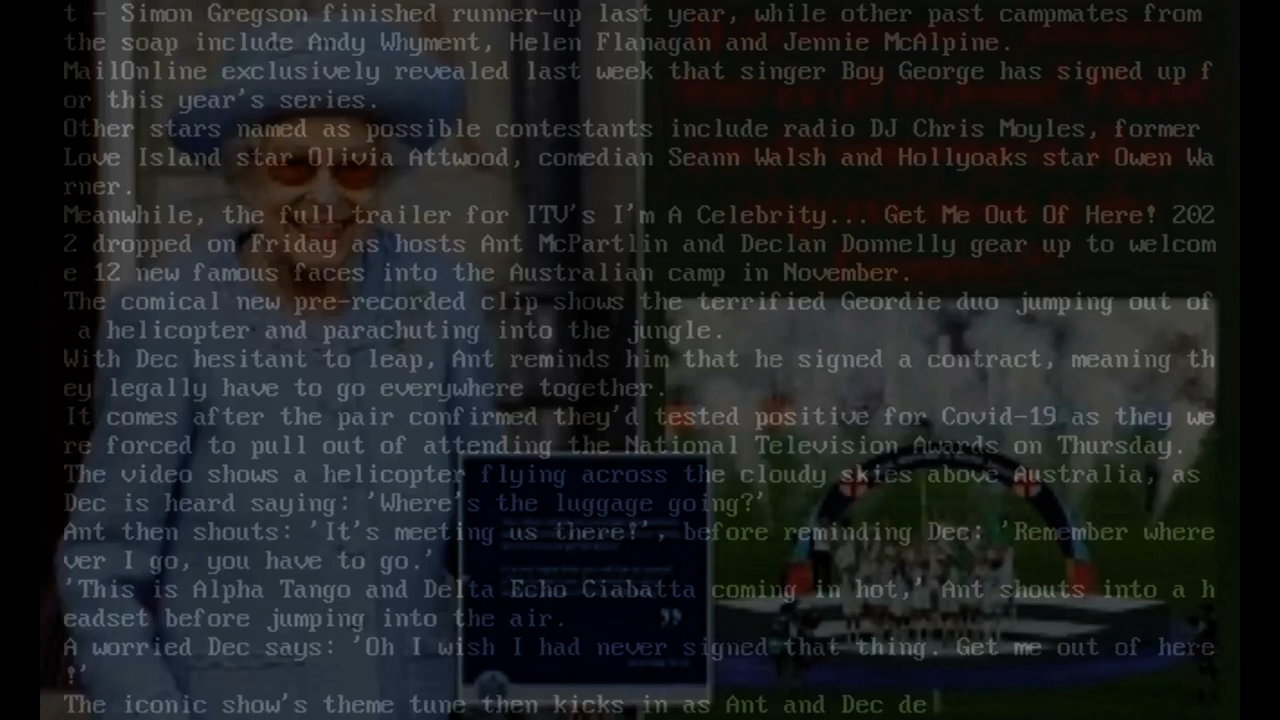 t - Simon Gregson finished runner-up last year, while other past campmates from
the soap include Andy Whyment, Helen Flanagan and Jennie McAlpine.
MailOnline exclusively revealed last week that singer Boy George has signed up f
or this year's series.
Other stars named as possible contestants include radio DJ Chris Moyles, former
Love Island star Olivia Attwood, comedian Seann Walsh and Hollyoaks star Owen Wa
rner.
Meanwhile, the full trailer for ITV's I'm A Celebrity... Get Me Out Of Here! 202
2 dropped on Friday as hosts Ant McPartlin and Declan Donnelly gear up to welcom
e 12 new famous faces into the Australian camp in November.
The comical new pre-recorded clip shows the terrified Geordie duo jumping out of
a helicopter and parachuting into the jungle.
With Dec hesitant to leap, Ant reminds him that he signed a contract, meaning th
ey legally have to go everywhere together.
It comes after the pair confirmed they'd tested positive for Covid-19 as they we
re forced to pull out of attending the National Television Awards on Thursday.
The video shows a helicopter flying across the cloudy skies above Australia, as
Dec is heard saying: 'Where's the luggage going?'
Ant then shouts: 'It's meeting us there!', before reminding Dec: 'Remember where
ver I go, you have to go.'
'This is Alpha Tango and Delta Echo Ciabatta coming in hot,' Ant shouts into a h
eadset before jumping into the air.
A worried Dec says: 'Oh I wish I had never signed that thing. Get me out of here
!'
The iconic show's theme tune then kicks in as Ant and Dec de